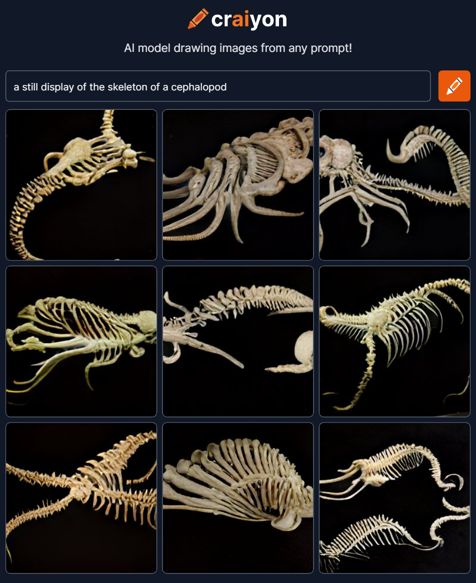 craiyon
AI model drawing images from any prompt!
a still display of the skeleton of a cephalopod